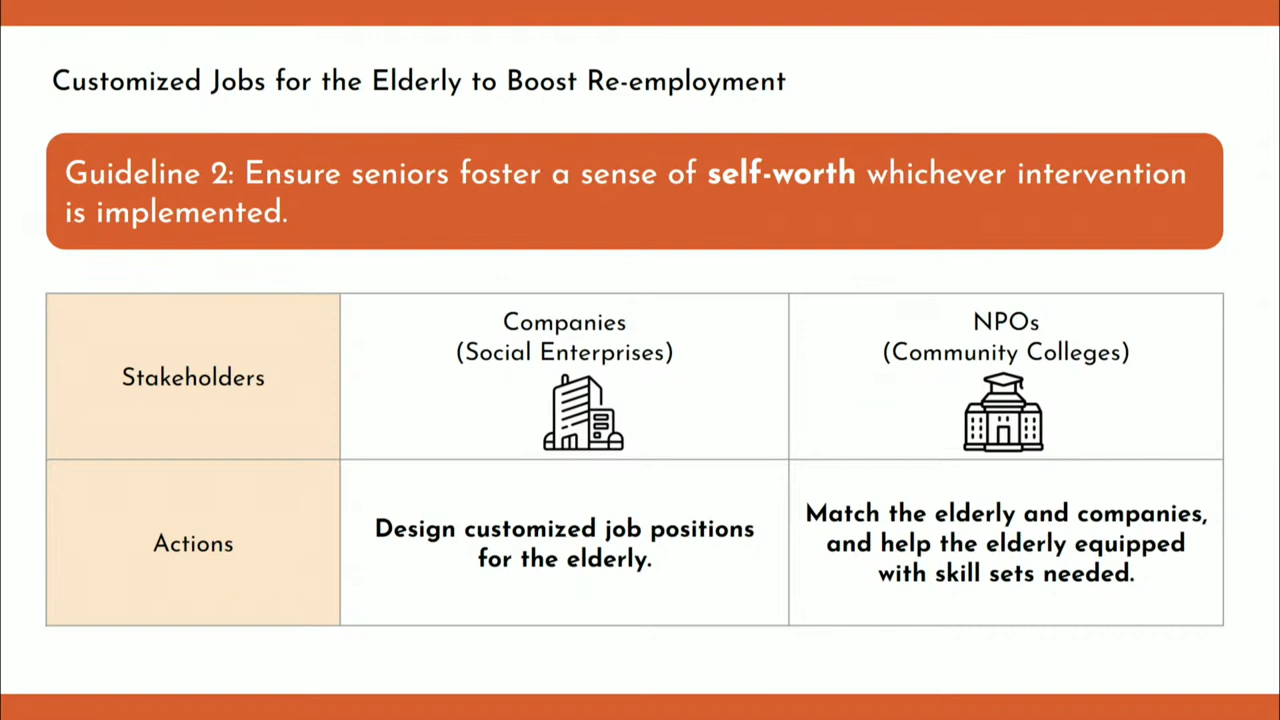 Customized Jobs for the Elderly to Boost Re-employment
Guideline 2: Ensure seniors foster a sense of self-worth whichever intervention
is implemented.
Stakeholders
Companies
(Social Enterprises)
NPOs
(Community Colleges)
Actions
Design customized job positions
for the elderly.
Match the elderly and companies,
and help the elderly equipped
with skill sets needed.